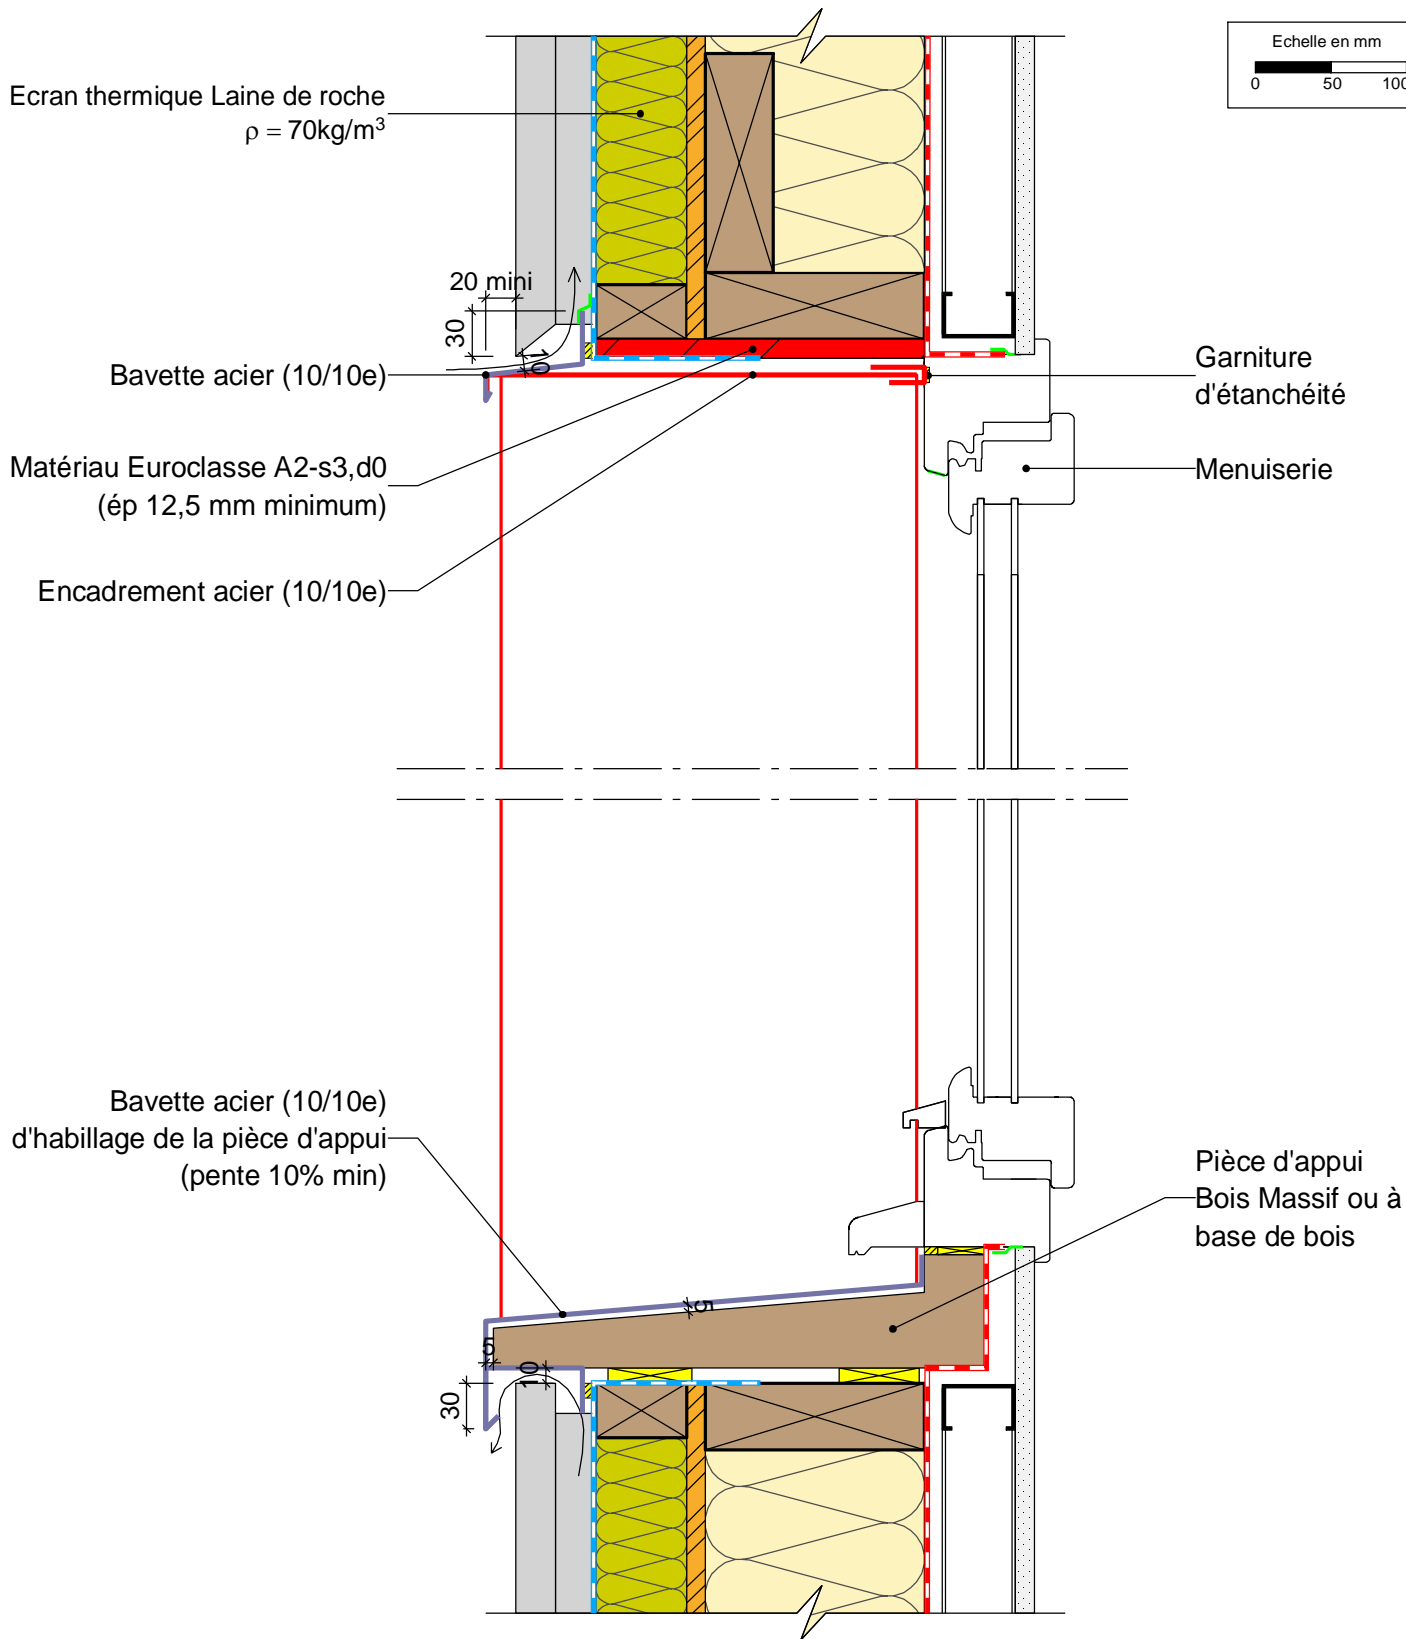 Echelle en mm
0 50 100
Ecran thermique Laine de roche
ρ = 70kg/m³
20 mini
30
10
Bavette acier (10/10e)
Garniture
d'étanchéité
Matériau Euroclasse A2-s3,d0
(ép 12,5 mm minimum)
Menuiserie
Encadrement acier (10/10e)
Bavette acier (10/10e)
d'habillage de la pièce d'appui
(pente 10% min)
Pièce d'appui
Bois Massif ou à
base de bois
5
5
10
30